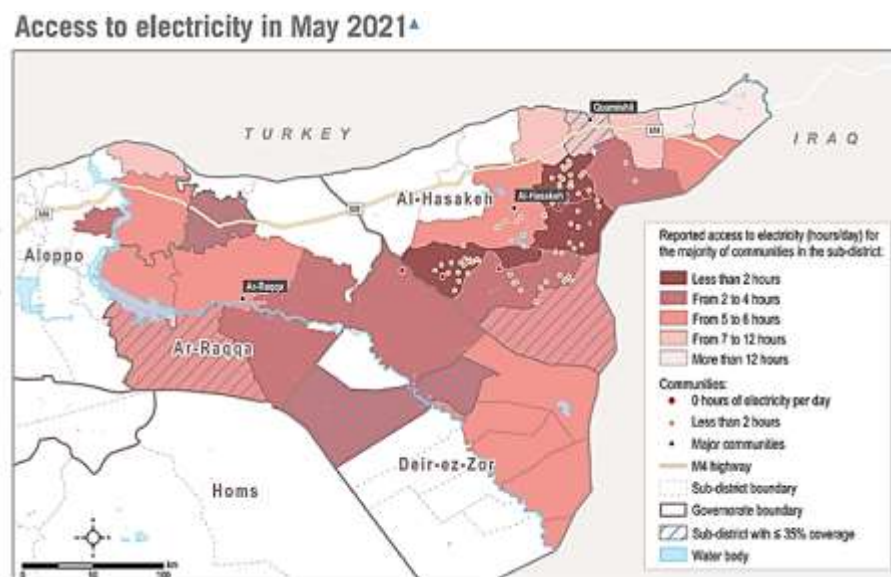 Access to electricity in May 2021
TURKEY
IRAQ
Quamishli
M4
Al-Hasakeh
Al-Hasakeh
M4
Aleppo
Ar-Raqqa
Ar-Raqqa
Deir-ez-Zor
Homs
0
50
100
km
Reported access to electricity (hours/day) for
the majority of communities in the sub-district:
Less than 2 hours
From 2 to 4 hours
From 5 to 6 hours
From 7 to 12 hours
More than 12 hours
Communities:
0 hours of electricity per day
Less than 2 hours
Major communities
M4 highway
Sub-district boundary
Governorate boundary
Sub-district with ≤ 35% coverage
Water body